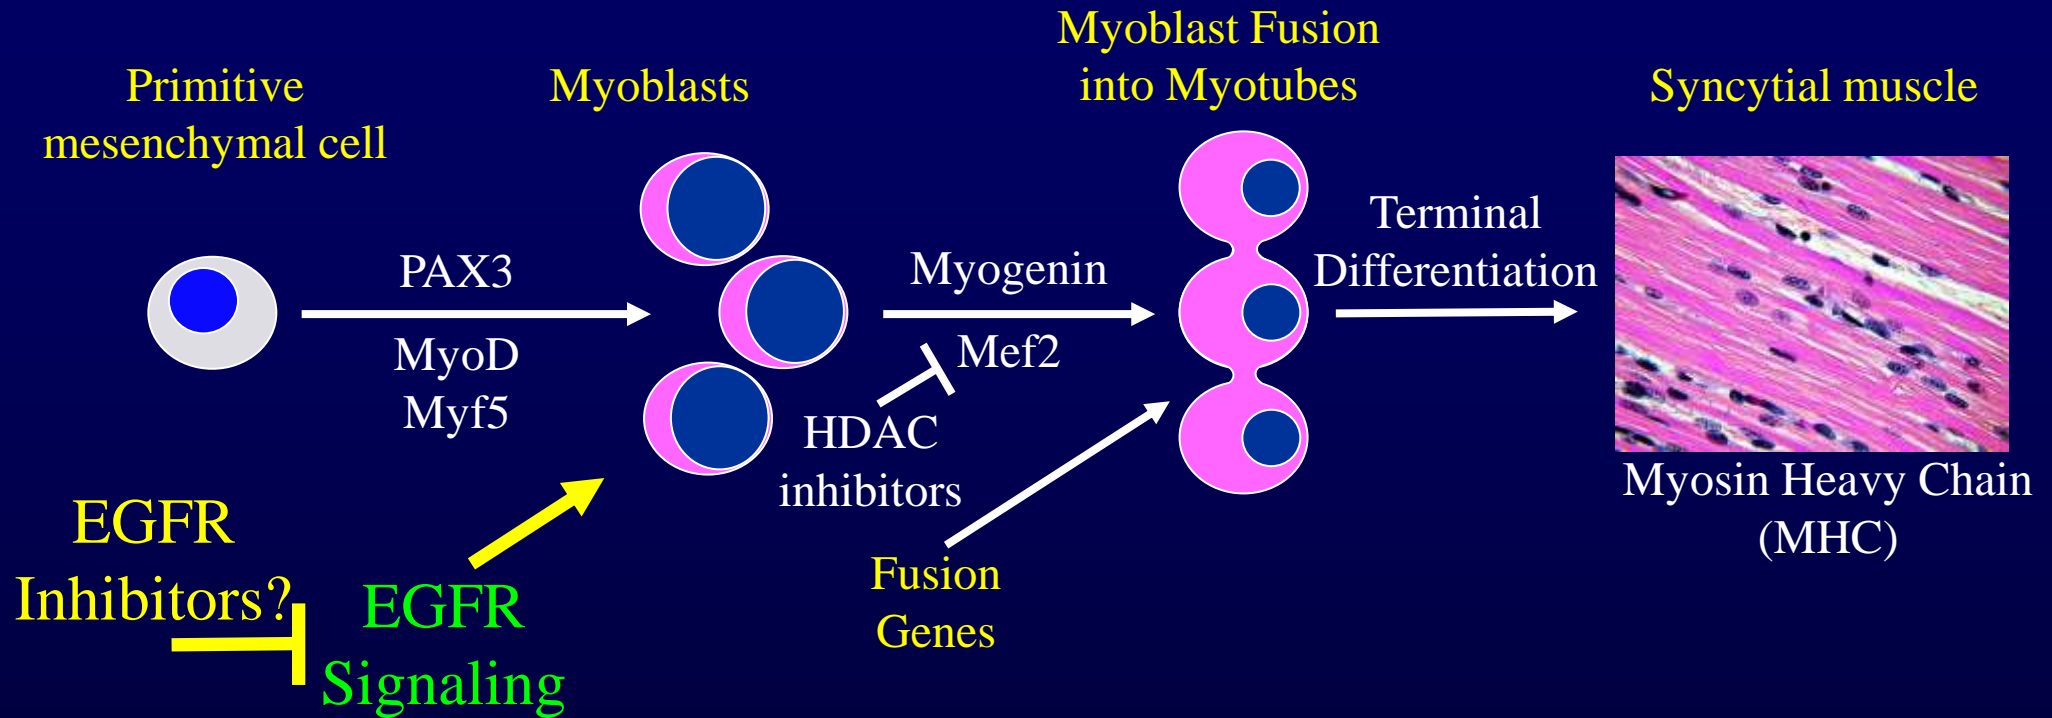 Primitive
mesenchymal cell
Myoblasts
Myoblast Fusion
into Myotubes
Syncytial muscle
PAX3
MyoD
Myf5
Myogenin
Mef2
HDAC
inhibitors
Terminal
Differentiation
Myosin Heavy Chain
(MHC)
EGFR
Inhibitors?
EGFR
Signaling
Fusion
Genes